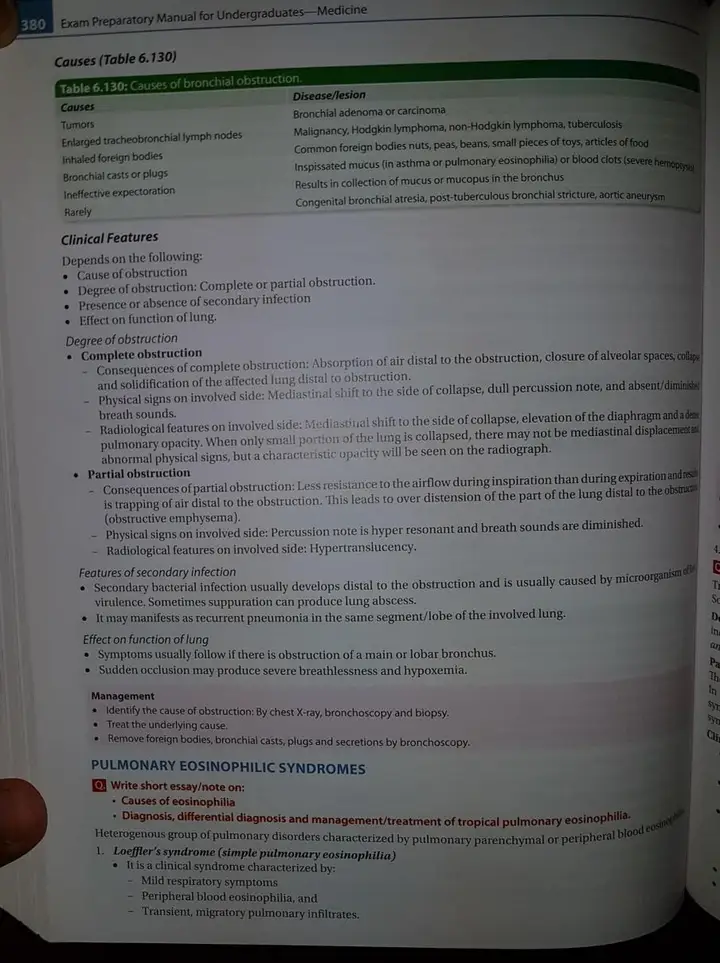 380 Exam Preparatory Manual for Undergraduates—Medicine
Causes (Table 6.130)
Table 6.130: Causes of bronchial obstruction.
Causes Disease/lesion
Tumors Bronchial adenoma or carcinoma
Enlarged tracheobronchial lymph nodes Malignancy, Hodgkin lymphoma, non-Hodgkin lymphoma, tuberculosis
Inhaled foreign bodies Common foreign bodies nuts, peas, beans, small pieces of toys, articles of food
Bronchial casts or plugs Inspissated mucus (in asthma or pulmonary eosinophilia) or blood clots (severe hemoptysis)
Ineffective expectoration Results in collection of mucus or mucopus in the bronchus
Rarely Congenital bronchial atresia, post-tuberculous bronchial stricture, aortic aneurysm
Clinical Features
Depends on the following:
• Cause of obstruction
• Degree of obstruction: Complete or partial obstruction.
• Presence or absence of secondary infection
• Effect on function of lung.
Degree of obstruction
• Complete obstruction
– Consequences of complete obstruction: Absorption of air distal to the obstruction, closure of alveolar spaces, collapse
and solidification of the affected lung distal to obstruction.
– Physical signs on involved side: Mediastinal shift to the side of collapse, dull percussion note, and absent/diminished
breath sounds.
– Radiological features on involved side: Mediastinal shift to the side of collapse, elevation of the diaphragm and a dense
pulmonary opacity. When only small portion of the lung is collapsed, there may not be mediastinal displacement
abnormal physical signs, but a characteristic opacity will be seen on the radiograph.
• Partial obstruction
– Consequences of partial obstruction: Less resistance to the airflow during inspiration than during expiration and
is trapping of air distal to the obstruction. This leads to over distension of the part of the lung distal to the
(obstructive emphysema).
– Physical signs on involved side: Percussion note is hyper resonant and breath sounds are diminished.
– Radiological features on involved side: Hypertranslucency.
Features of secondary infection
• Secondary bacterial infection usually develops distal to the obstruction and is usually caused by microorganism of
virulence. Sometimes suppuration can produce lung abscess.
• It may manifests as recurrent pneumonia in the same segment/lobe of the involved lung.
Effect on function of lung
• Symptoms usually follow if there is obstruction of a main or lobar bronchus.
• Sudden occlusion may produce severe breathlessness and hypoxemia.
Management
• Identify the cause of obstruction: By chest X-ray, bronchoscopy and biopsy.
• Treat the underlying cause.
• Remove foreign bodies, bronchial casts, plugs and secretions by bronchoscopy.
PULMONARY EOSINOPHILIC SYNDROMES
Q. Write short essay/note on:
• Causes of eosinophilia
• Diagnosis, differential diagnosis and management/treatment of tropical pulmonary eosinophilia.
Heterogenous group of pulmonary disorders characterized by pulmonary parenchymal or peripheral blood eosinophilia
1. Loeffler's syndrome (simple pulmonary eosinophilia)
• It is a clinical syndrome characterized by:
– Mild respiratory symptoms
– Peripheral blood eosinophilia, and
– Transient, migratory pulmonary infiltrates.